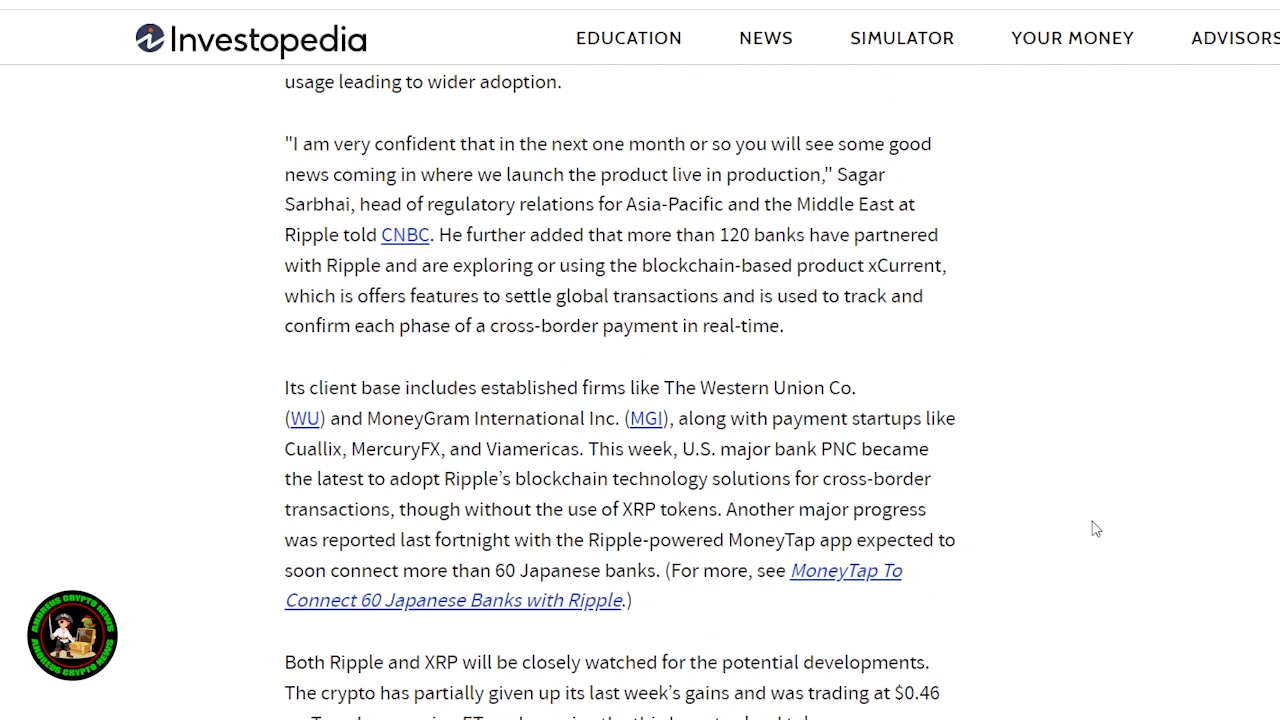 Investopedia
EDUCATION NEWS SIMULATOR YOUR MONEY ADVISORS
usage leading to wider adoption.
"I am very confident that in the next one month or so you will see some good
news coming in where we launch the product live in production," Sagar
Sarbhai, head of regulatory relations for Asia-Pacific and the Middle East at
Ripple told CNBC. He further added that more than 120 banks have partnered
with Ripple and are exploring or using the blockchain-based product xCurrent,
which is offers features to settle global transactions and is used to track and
confirm each phase of a cross-border payment in real-time.
Its client base includes established firms like The Western Union Co.
(WU) and MoneyGram International Inc. (MGI), along with payment startups like
Cuallix, MercuryFX, and Viamericas. This week, U.S. major bank PNC became
the latest to adopt Ripple’s blockchain technology solutions for cross-border
transactions, though without the use of XRP tokens. Another major progress
was reported last fortnight with the Ripple-powered MoneyTap app expected to
soon connect more than 60 Japanese banks. (For more, see MoneyTap To
Connect 60 Japanese Banks with Ripple.)
ANDREUS CRYPTO NEWS
ANDREUS CRYPTO NEWS
Both Ripple and XRP will be closely watched for the potential developments.
The crypto has partially given up its last week’s gains and was trading at $0.46